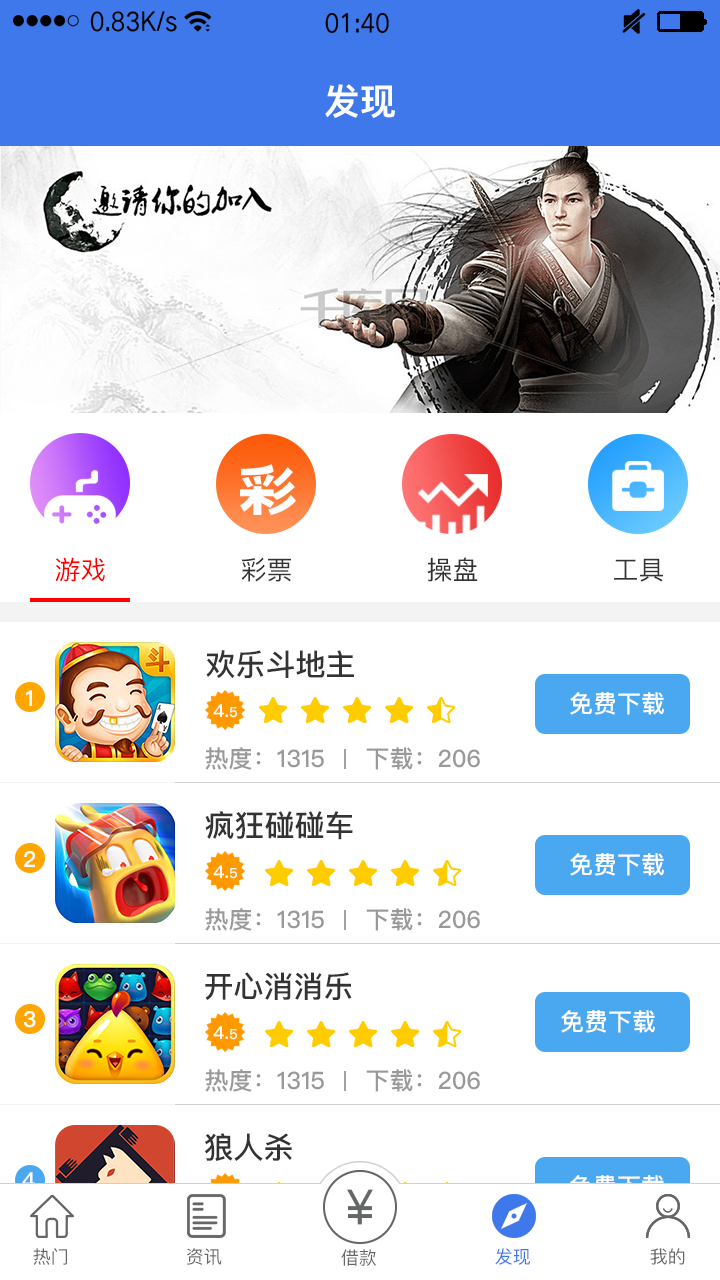 0.83K/s 01:40
发现
邀请你的加入
千库网
彩
游戏 彩票 操盘 工具
斗
欢乐斗地主
1
4.5
免费下载
热度：1315 | 下载：206
疯狂碰碰车
2
4.5
免费下载
热度：1315 | 下载：206
开心消消乐
3
4.5
免费下载
热度：1315 | 下载：206
狼人杀
4
免费下载
¥
热门 资讯 借款 发现 我的